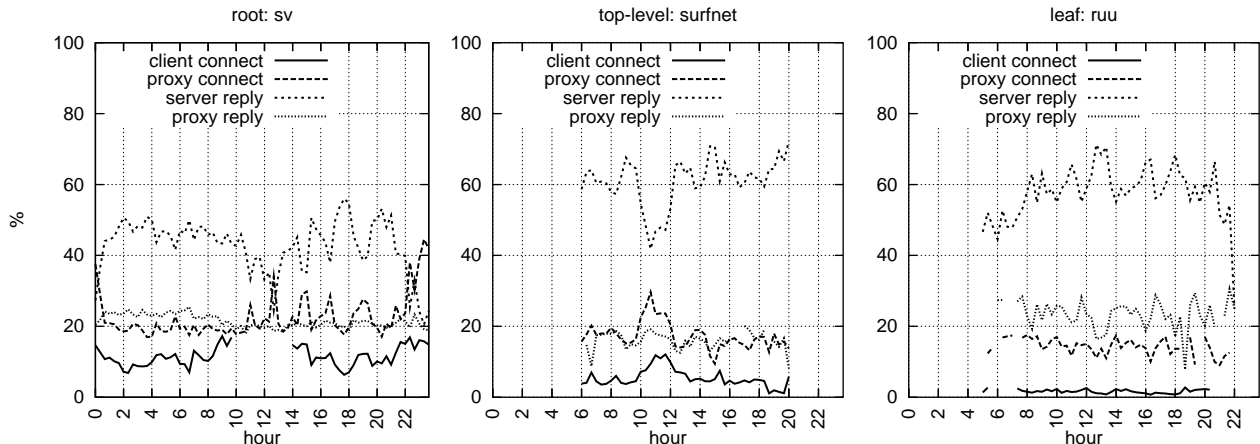 root: sv
100
80
60
40
20
0
%
client connect
proxy connect
server reply
proxy reply
0 2 4 6 8 10 12 14 16 18 20 22
hour
top-level: surfnet
100
80
60
40
20
0
client connect
proxy connect
server reply
proxy reply
0 2 4 6 8 10 12 14 16 18 20 22
hour
leaf: ruu
100
80
60
40
20
0
client connect
proxy connect
server reply
proxy reply
0 2 4 6 8 10 12 14 16 18 20 22
hour